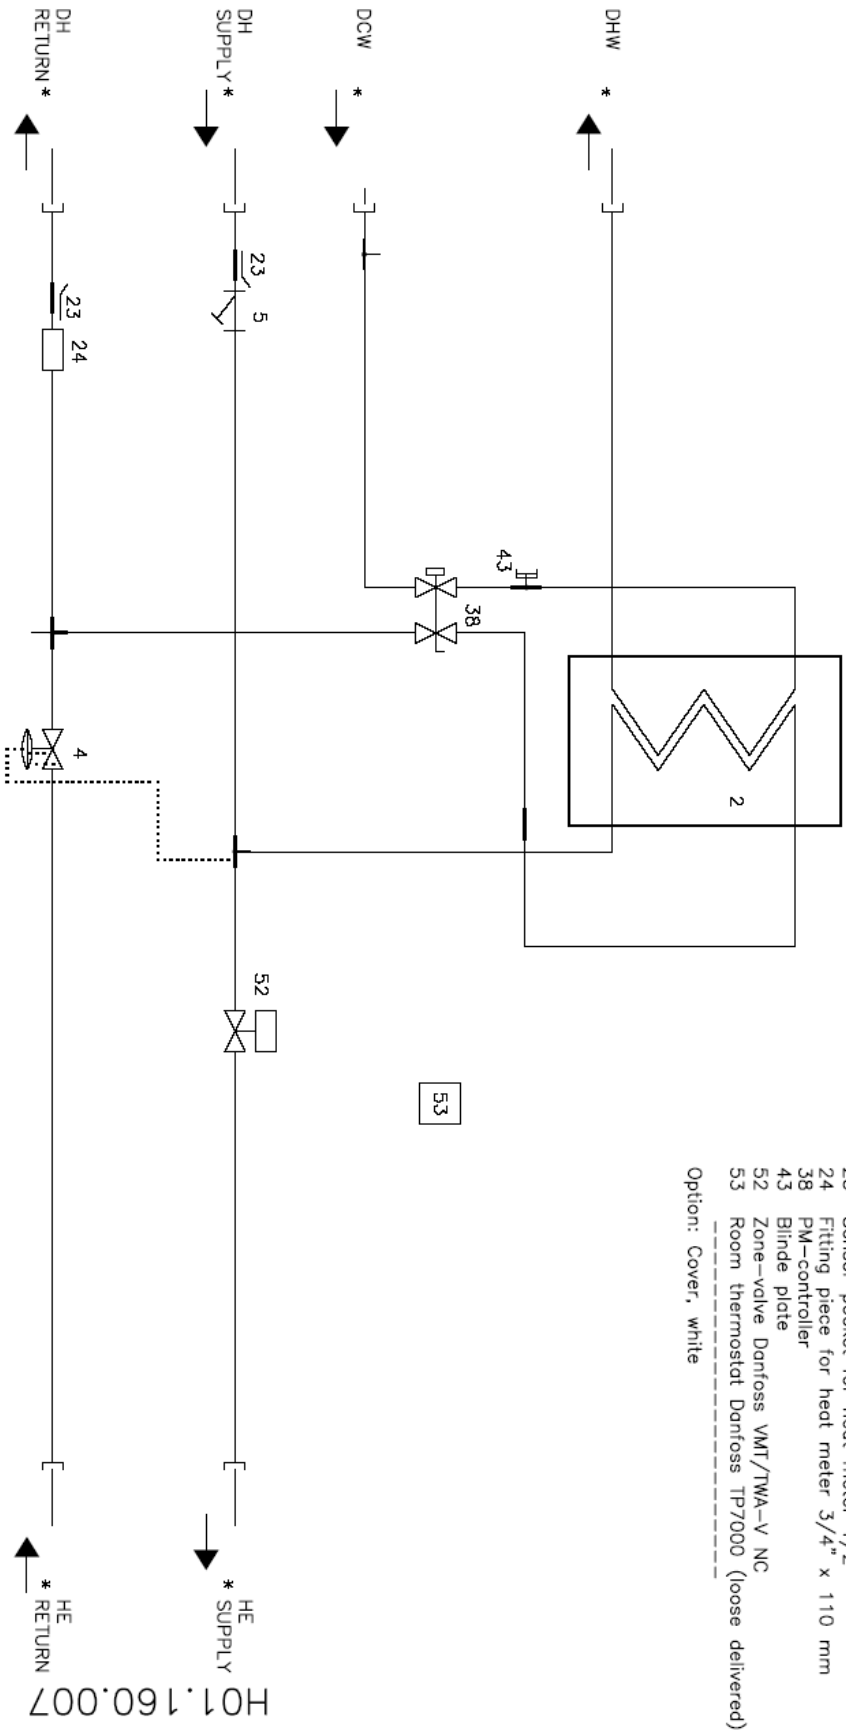 24 Fitting piece for heat meter 3/4" x 110 mm
38 PM-controller
43 Blinde plate
52 Zone-valve Danfoss VMT/TWA-V NC
53 Room thermostat Danfoss TP7000 (loose delivered)
Option: Cover, white
2
DHW *
43
38
53
DCW *
23
5
52
DH
SUPPLY *
HE
* SUPPLY
23
24
4
DH
RETURN *
HE
* RETURN
H01.160.007